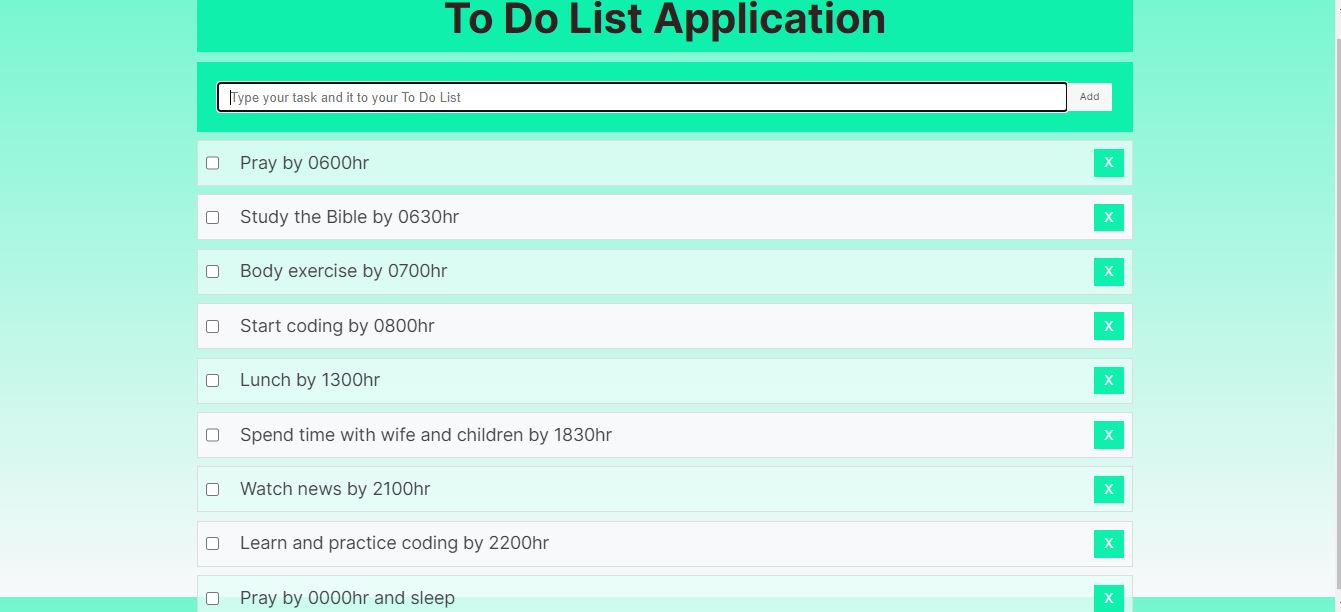 To Do List Application
Type your task and it to your To Do List
Add
Pray by 0600hr
X
Study the Bible by 0630hr
X
Body exercise by 0700hr
X
Start coding by 0800hr
X
Lunch by 1300hr
X
Spend time with wife and children by 1830hr
X
Watch news by 2100hr
X
Learn and practice coding by 2200hr
X
Pray by 0000hr and sleep
X